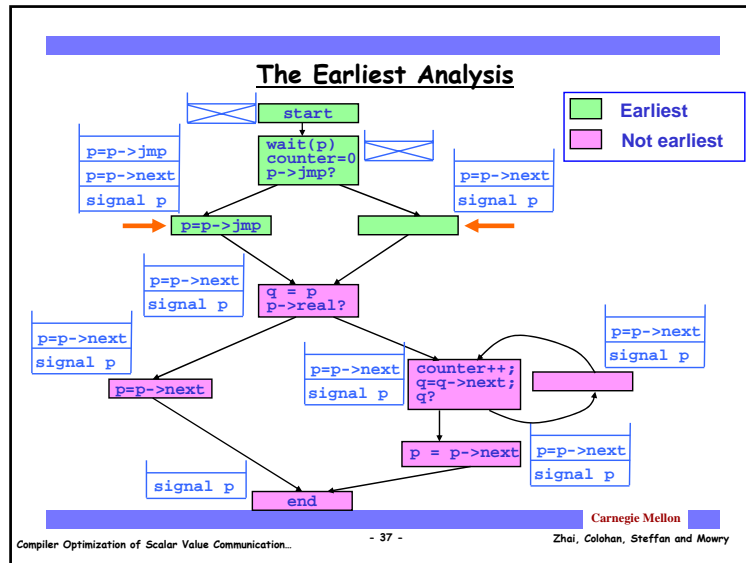 The Earliest Analysis
Earliest
Not earliest
start
wait(p)
counter=0
p->jmp?
p=p->jmp
p=p->next
signal p
p=p->next
signal p
p=p->jmp
p=p->next
signal p
q = p
p->real?
p=p->next
signal p
p=p->next
signal p
p=p->next
signal p
counter++;
q=q->next;
q?
p=p->next
p = p->next
p=p->next
signal p
signal p
end
Carnegie Mellon
Compiler Optimization of Scalar Value Communication…
- 37 -
Zhai, Colohan, Steffan and Mowry